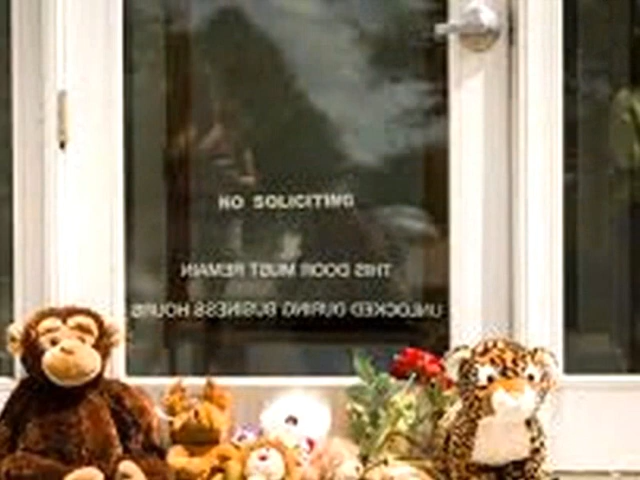 NO SOLICITING
THIS DOOR MUST REMAIN
UNLOCKED DURING BUSINESS HOURS